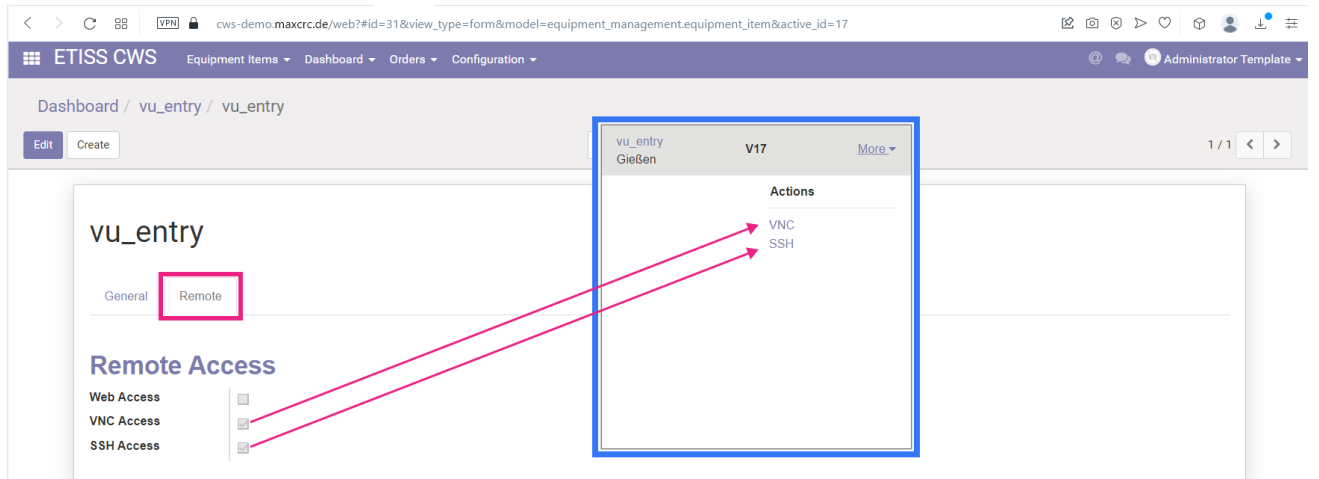 VPN cws-demo.maxcrc.de/web?#id=31&view_type=form&model=equipment_management.equipment_item&active_id=17
ETISS CWS Equipment Items Dashboard Orders Configuration @ Administrator Template
Dashboard / vu_entry / vu_entry
Edit Create 1 / 1
vu_entry
Gießen
V17 More
Actions
VNC
SSH
vu_entry
General Remote
Remote Access
Web Access
VNC Access
SSH Access